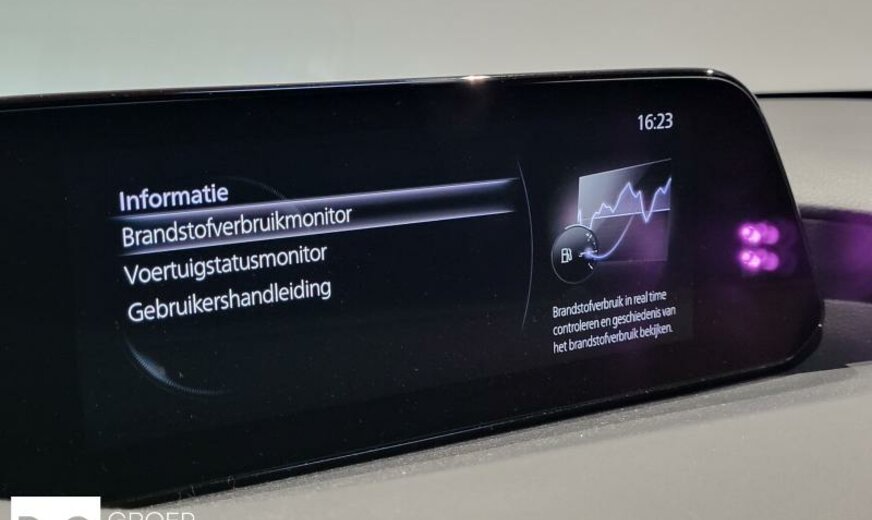 16:23
Informatie
Brandstofverbruikmonitor
Voertuigstatusmonitor
Gebruikershandleiding
Brandstofverbruik in real time
controleren en geschiedenis van
het brandstofverbruik bekijken.
GROEP